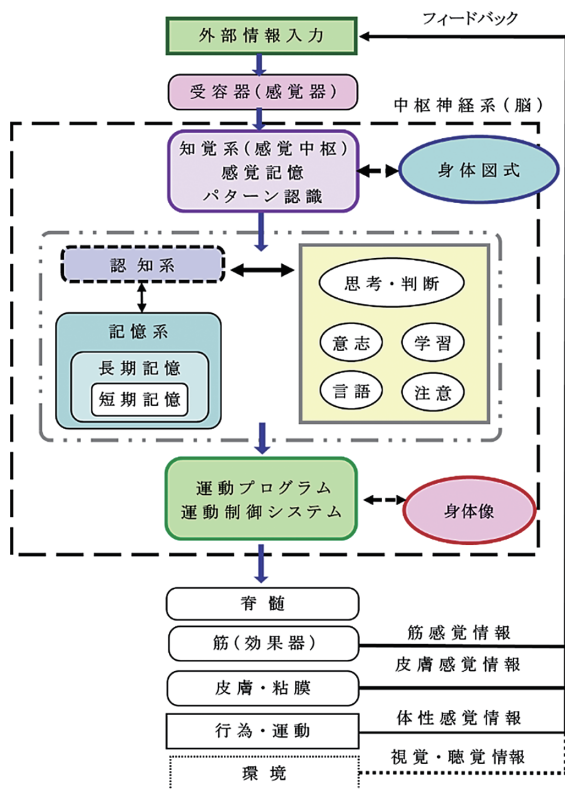 フィードバック
外部情報入力
受容器(感覚器)
中枢神経系(脳)
知覚系(感覚中枢)
感覚記憶
パターン認識
身体図式
認知系
思考・判断
記憶系
意志
学習
長期記憶
短期記憶
言語
注意
運動プログラム
運動制御システム
身体像
脊髄
筋(効果器)
筋感覚情報
皮膚感覚情報
皮膚・粘膜
体性感覚情報
行為・運動
視覚・聴覚情報
環境